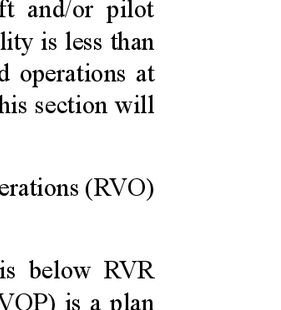 ft and/or pilot
lity is less than
d operations at
his section will
erations (RVO)
is below RVR
VOP) is a plan